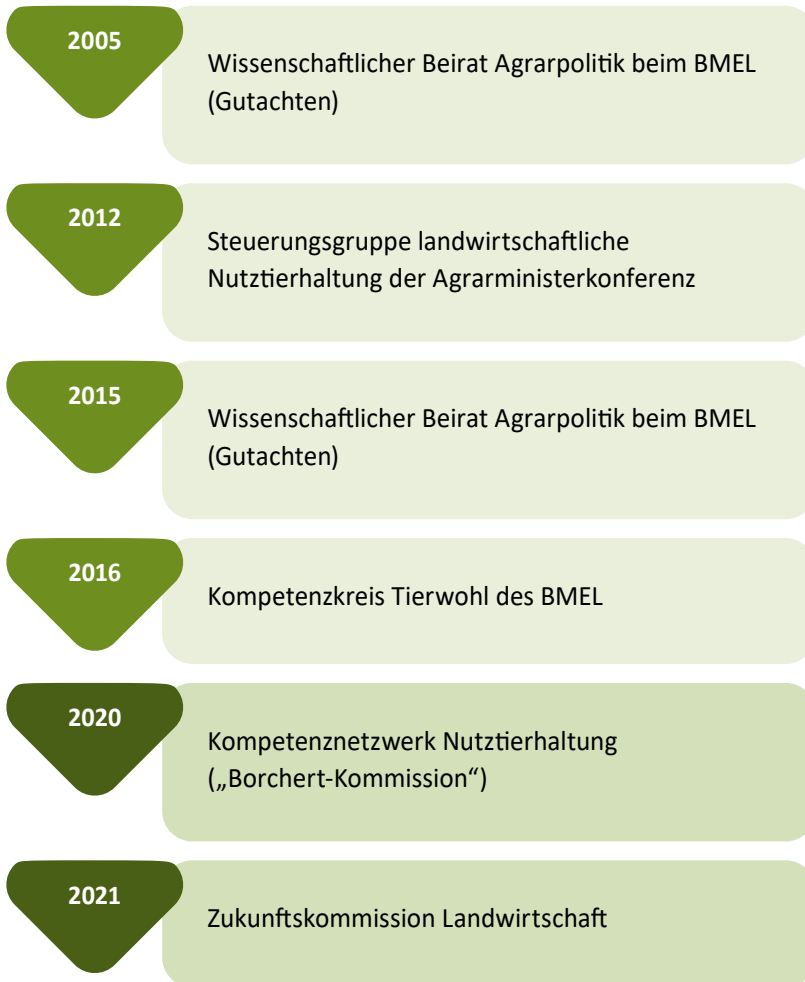 2005
Wissenschaftlicher Beirat Agrarpolitik beim BMEL
(Gutachten)
2012
Steuerungsgruppe landwirtschaftliche
Nutztierhaltung der Agrarministerkonferenz
2015
Wissenschaftlicher Beirat Agrarpolitik beim BMEL
(Gutachten)
2016
Kompetenzkreis Tierwohl des BMEL
2020
Kompetenznetzwerk Nutztierhaltung
(„Borchert-Kommission“)
2021
Zukunftskommission Landwirtschaft